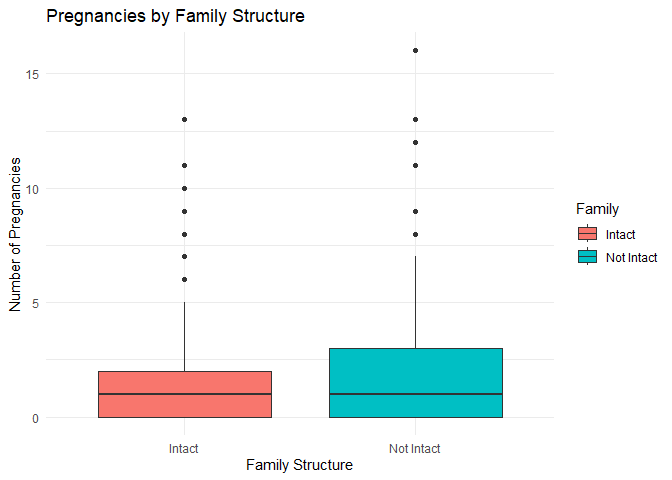 Pregnancies by Family Structure
Number of Pregnancies
15
10
5
0
Intact
Not Intact
Family Structure
Family
Intact
Not Intact